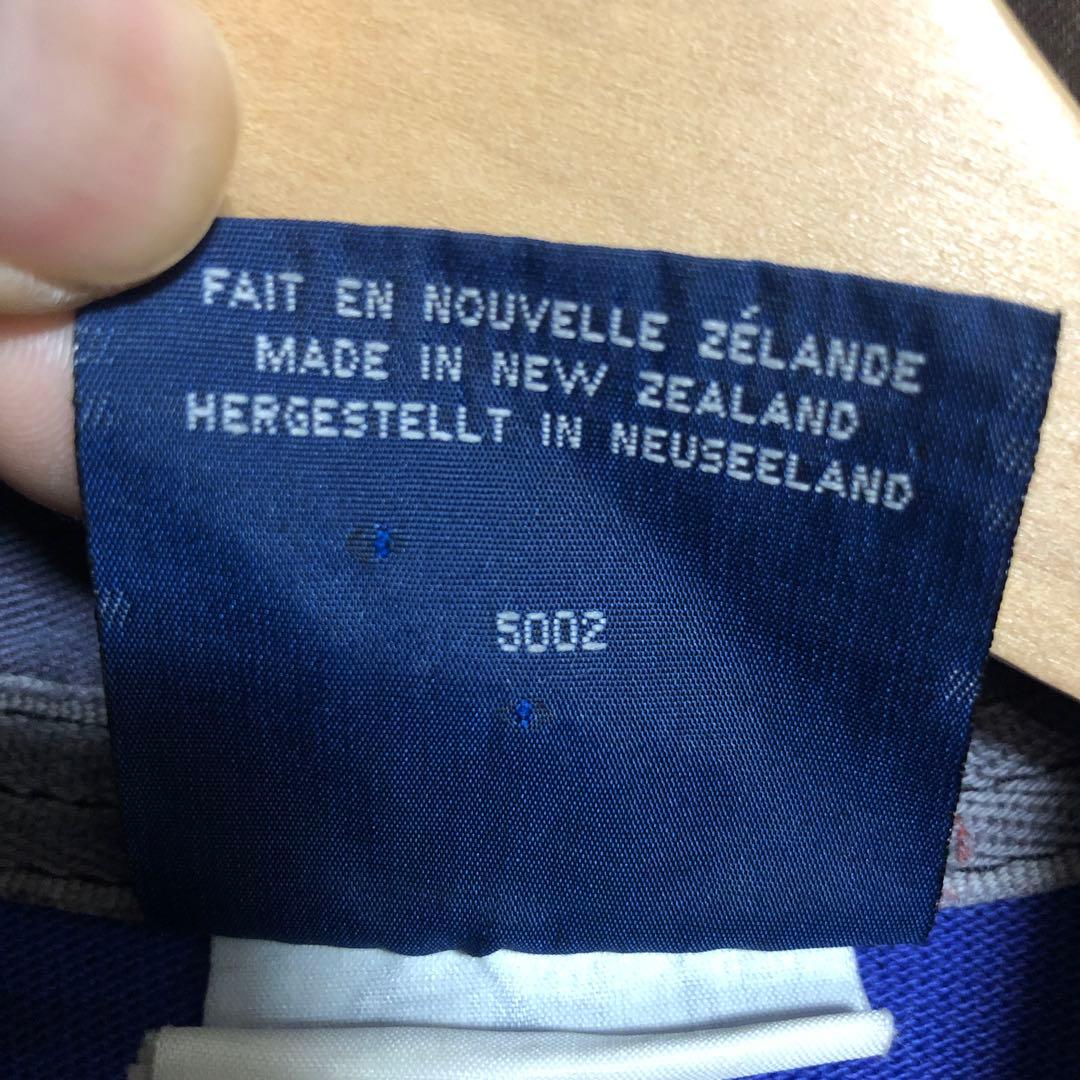 FAIT EN NOUVELLE ZÉLANDE
MADE IN NEW ZEALAND
HERGESTELLT IN NEUSEELAND
5002